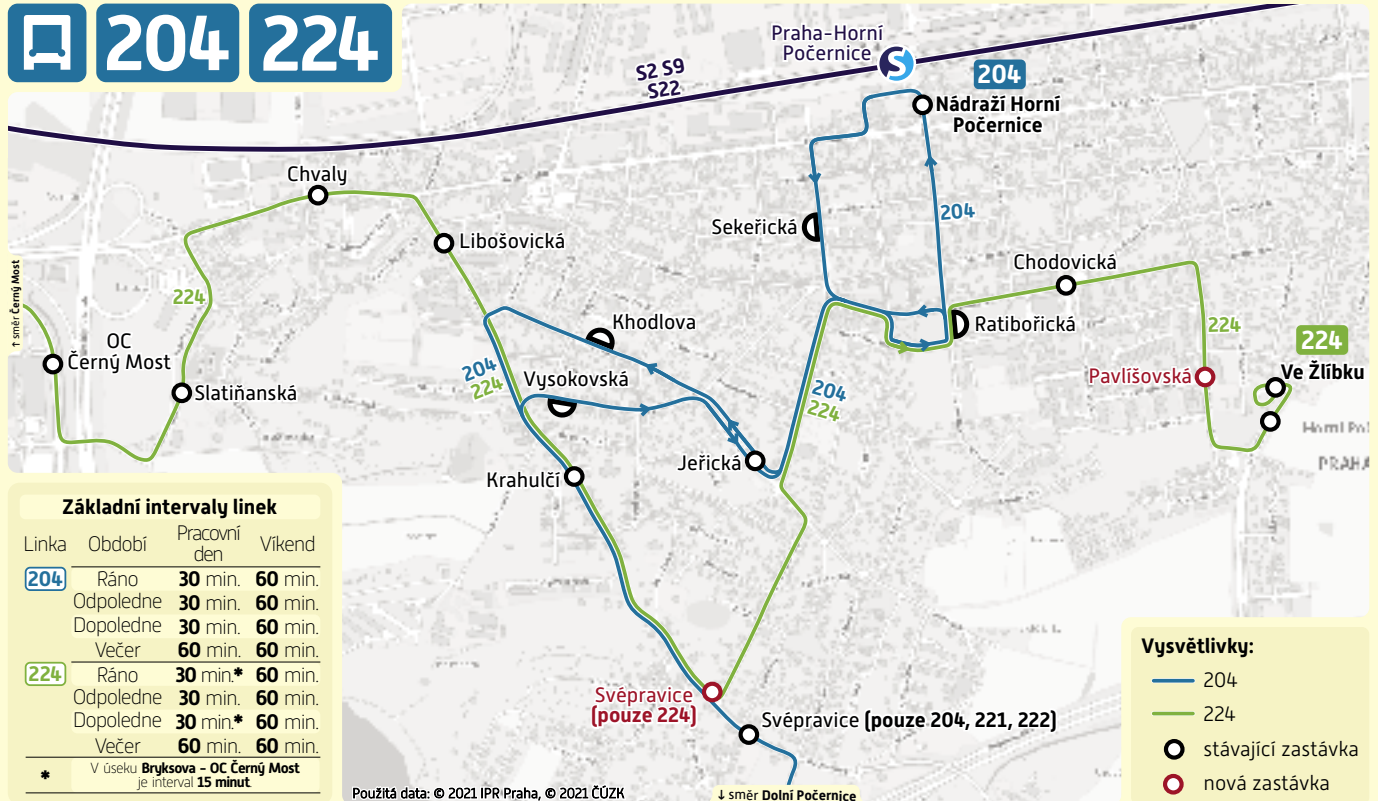 204 224
Praha-Horní
Počernice
S
S2 S9
S22
204
Nádraží Horní
Počernice
Chvaly
Sekeřická
204
Libošovická
Chodovická
↑ směr Černý Most
224
Khodlova
Ratibořická
224
224
OC
Černý Most
Slatiňanská
204
224
Vysokovská
204
224
Pavlíšovská
Ve Žlíbku
Horní Po
PRAHA
Jeřická
Krahulčí
Základní intervaly linek
Linka Období Pracovní den Víkend
204 Ráno 30 min. 60 min.
Odpoledne 30 min. 60 min.
Dopoledne 30 min. 60 min.
Večer 60 min. 60 min.
224 Ráno 30 min.* 60 min.
Odpoledne 30 min. 60 min.
Dopoledne 30 min.* 60 min.
Večer 60 min. 60 min.
* V úseku Bryksova - OC Černý Most
je interval 15 minut
Svépravice
(pouze 224)
Svépravice (pouze 204, 221, 222)
Vysvětlivky:
204
224
stávající zastávka
nová zastávka
Použitá data: © 2021 IPR Praha, © 2021 ČÚZK
↓ směr Dolní Počernice